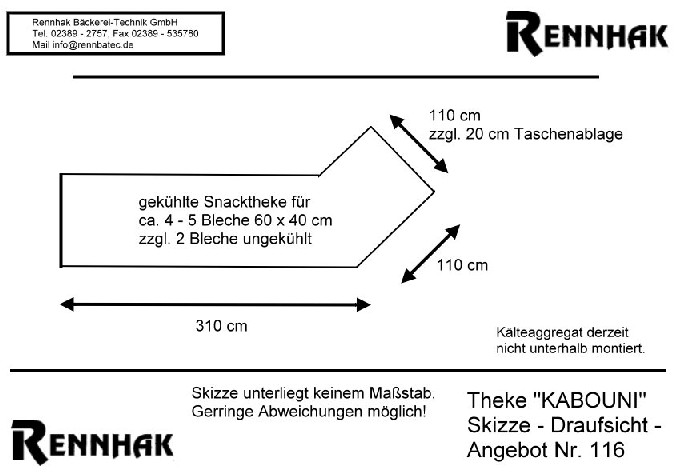 Rennhak Bäckerei-Technik GmbH
Tel. 02389 - 2757, Fax 02389 - 535780
Mail info@rennbatec.de
RENNHAK
110 cm
zzgl. 20 cm Taschenablage
gekühlte Snacktheke für
ca. 4 - 5 Bleche 60 x 40 cm
zzgl. 2 Bleche ungekühlt
110 cm
310 cm
Kälteaggregat derzeit
nicht unterhalb montiert.
Skizze unterliegt keinem Maßstab.
Gerringe Abweichungen möglich!
Theke "KABOUNI"
Skizze - Draufsicht -
Angebot Nr. 116
RENNHAK